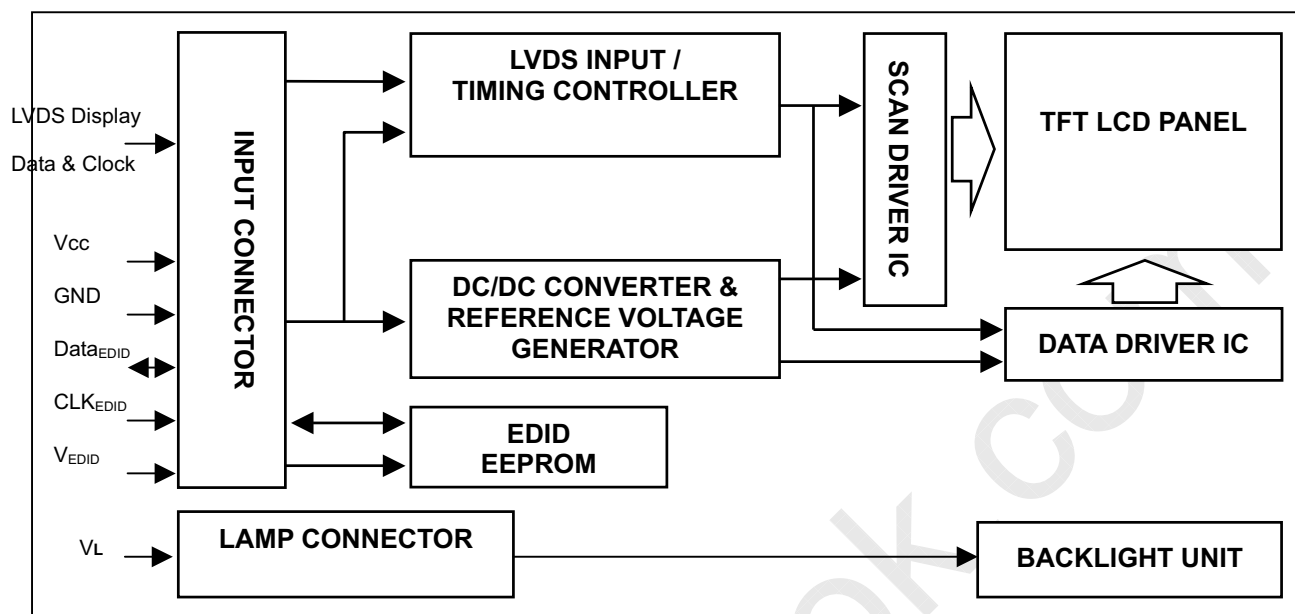 LVDS INPUT /
TIMING CONTROLLER
SCAN DRIVER IC
TFT LCD PANEL
LVDS Display
Data & Clock
INPUT CONNECTOR
Vcc
GND
DataEDID
CLKEDID
VEDID
DC/DC CONVERTER &
REFERENCE VOLTAGE
GENERATOR
DATA DRIVER IC
EDID
EEPROM
VL
LAMP CONNECTOR
BACKLIGHT UNIT